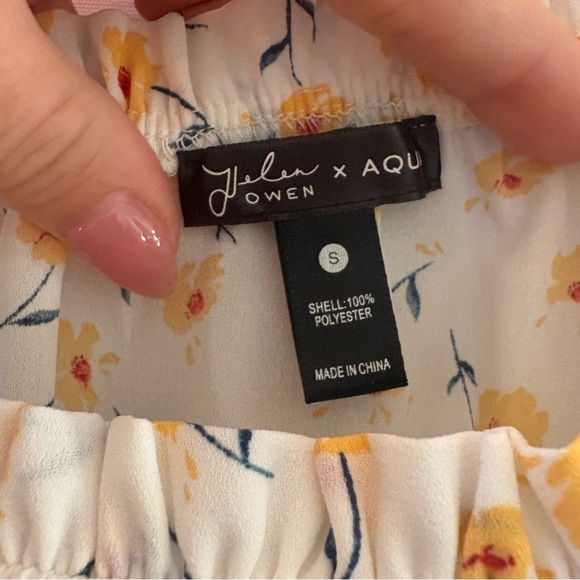 Helen x AQU
OWEN
S
SHELL:100%
POLYESTER
MADE IN CHINA